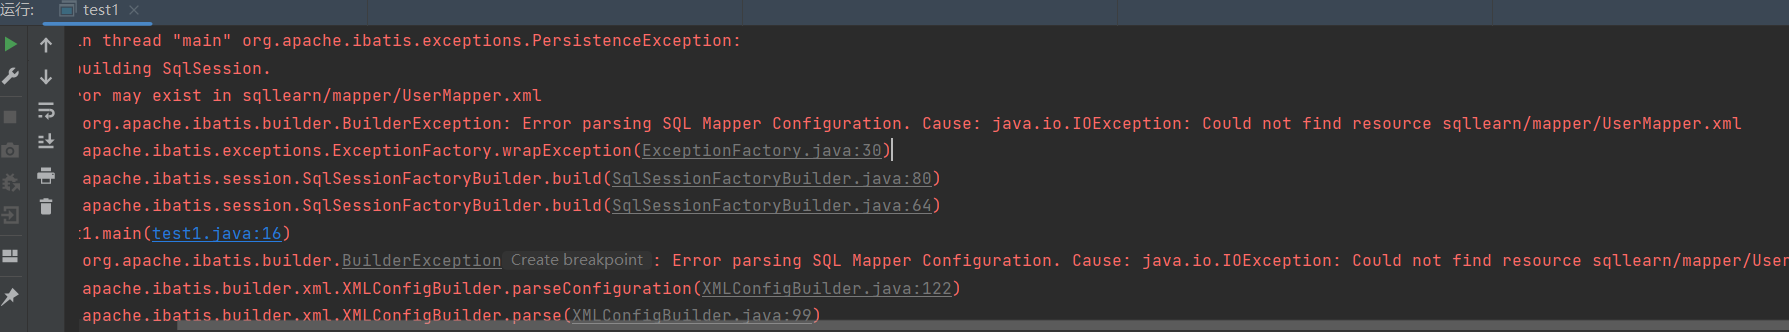 运行: test1
in thread "main" org.apache.ibatis.exceptions.PersistenceException:
building SqlSession.
ror may exist in sqllearn/mapper/UserMapper.xml
org.apache.ibatis.builder.BuilderException: Error parsing SQL Mapper Configuration. Cause: java.io.IOException: Could not find resource sqllearn/mapper/UserMapper.xml
apache.ibatis.exceptions.ExceptionFactory.wrapException(ExceptionFactory.java:30)
apache.ibatis.session.SqlSessionFactoryBuilder.build(SqlSessionFactoryBuilder.java:80)
apache.ibatis.session.SqlSessionFactoryBuilder.build(SqlSessionFactoryBuilder.java:64)
t1.main(test1.java:16)
org.apache.ibatis.builder.BuilderException Create breakpoint : Error parsing SQL Mapper Configuration. Cause: java.io.IOException: Could not find resource sqllearn/mapper/User
apache.ibatis.builder.xml.XMLConfigBuilder.parseConfiguration(XMLConfigBuilder.java:122)
apache.ibatis.builder.xml.XMLConfigBuilder.parse(XMLConfigBuilder.java:99)